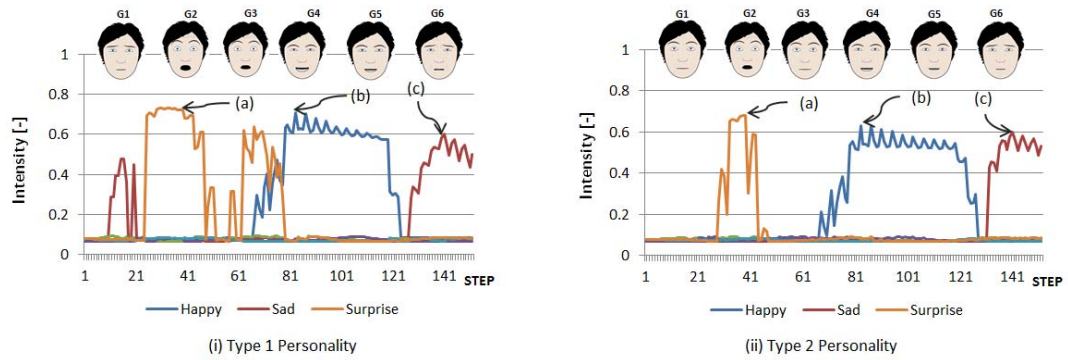 G1 G2 G3 G4 G5 G6
1
(a) (b) (c)
0.8
0.6
0.4
0.2
0
Intensity [-]
1 21 41 61 81 101 121 141 STEP
Happy Sad Surprise
(i) Type 1 Personality
G1 G2 G3 G4 G5 G6
1
(a) (b) (c)
0.8
0.6
0.4
0.2
0
Intensity [-]
1 21 41 61 81 101 121 141 STEP
Happy Sad Surprise
(ii) Type 2 Personality